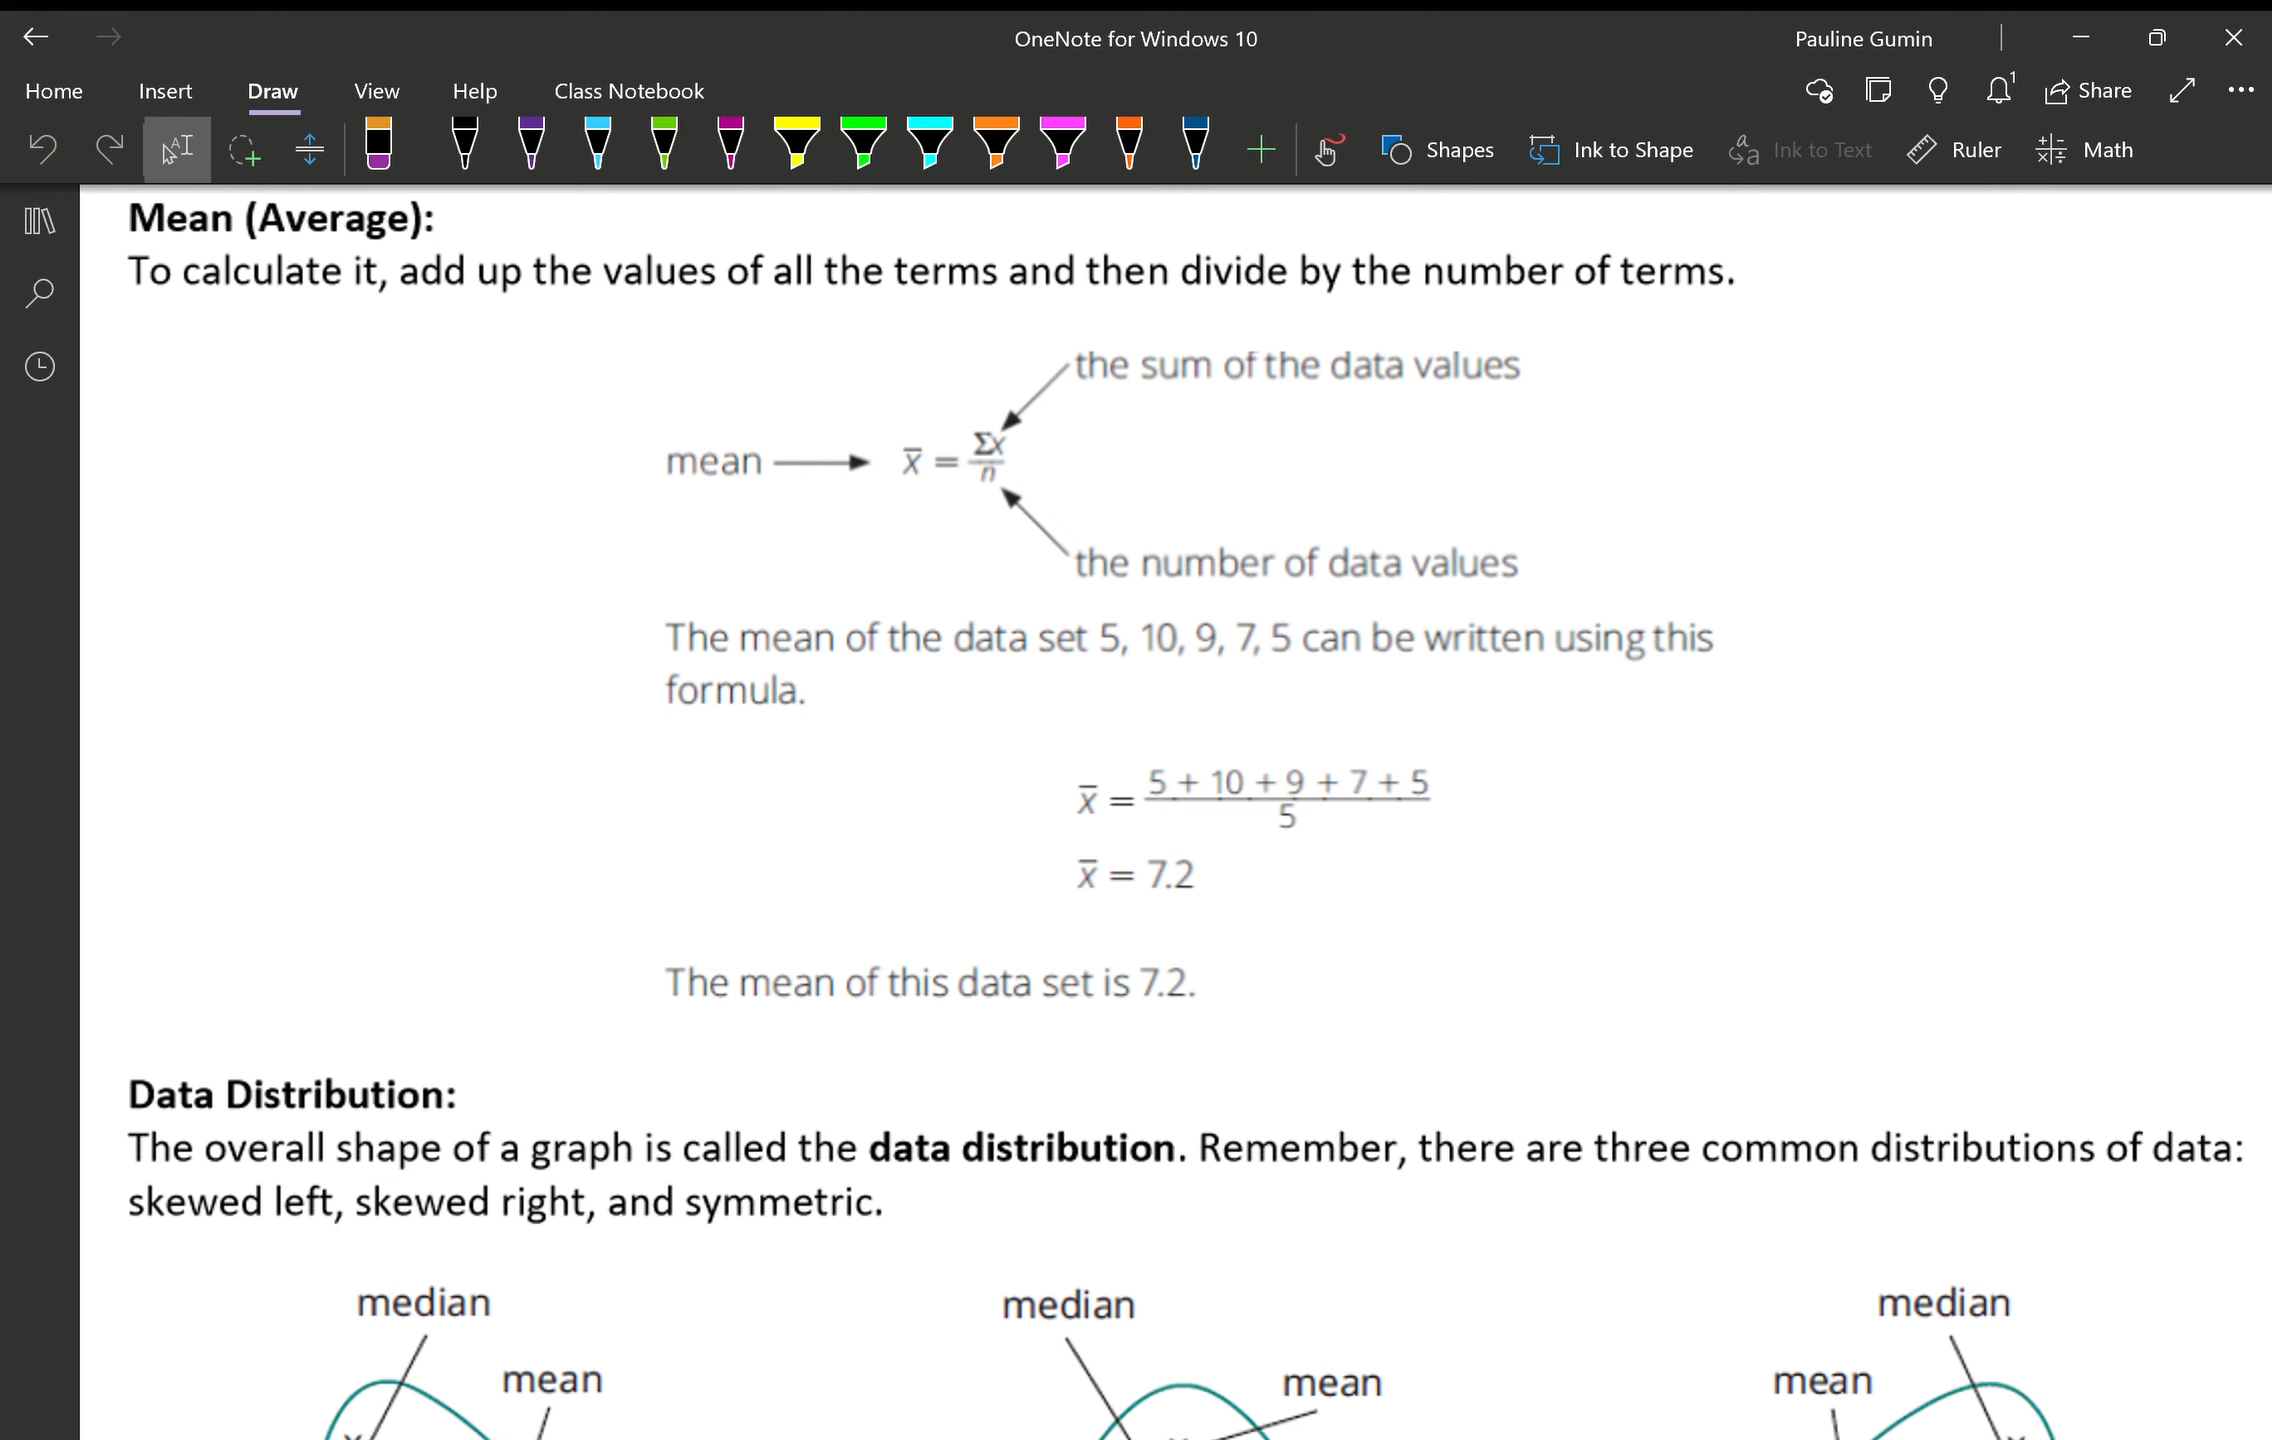 OneNote for Windows 10
Pauline Gumin
Home Insert Draw View Help Class Notebook
1 Share
Shapes Ink to Shape Ink to Text Ruler Math
Mean (Average):
To calculate it, add up the values of all the terms and then divide by the number of terms.
the sum of the data values
mean x̅ = Σx/n
the number of data values
The mean of the data set 5, 10, 9, 7, 5 can be written using this
formula.
x̅ = 5 + 10 + 9 + 7 + 5
5
x̅ = 7.2
The mean of this data set is 7.2.
Data Distribution:
The overall shape of a graph is called the data distribution. Remember, there are three common distributions of data:
skewed left, skewed right, and symmetric.
median median median
mean mean mean